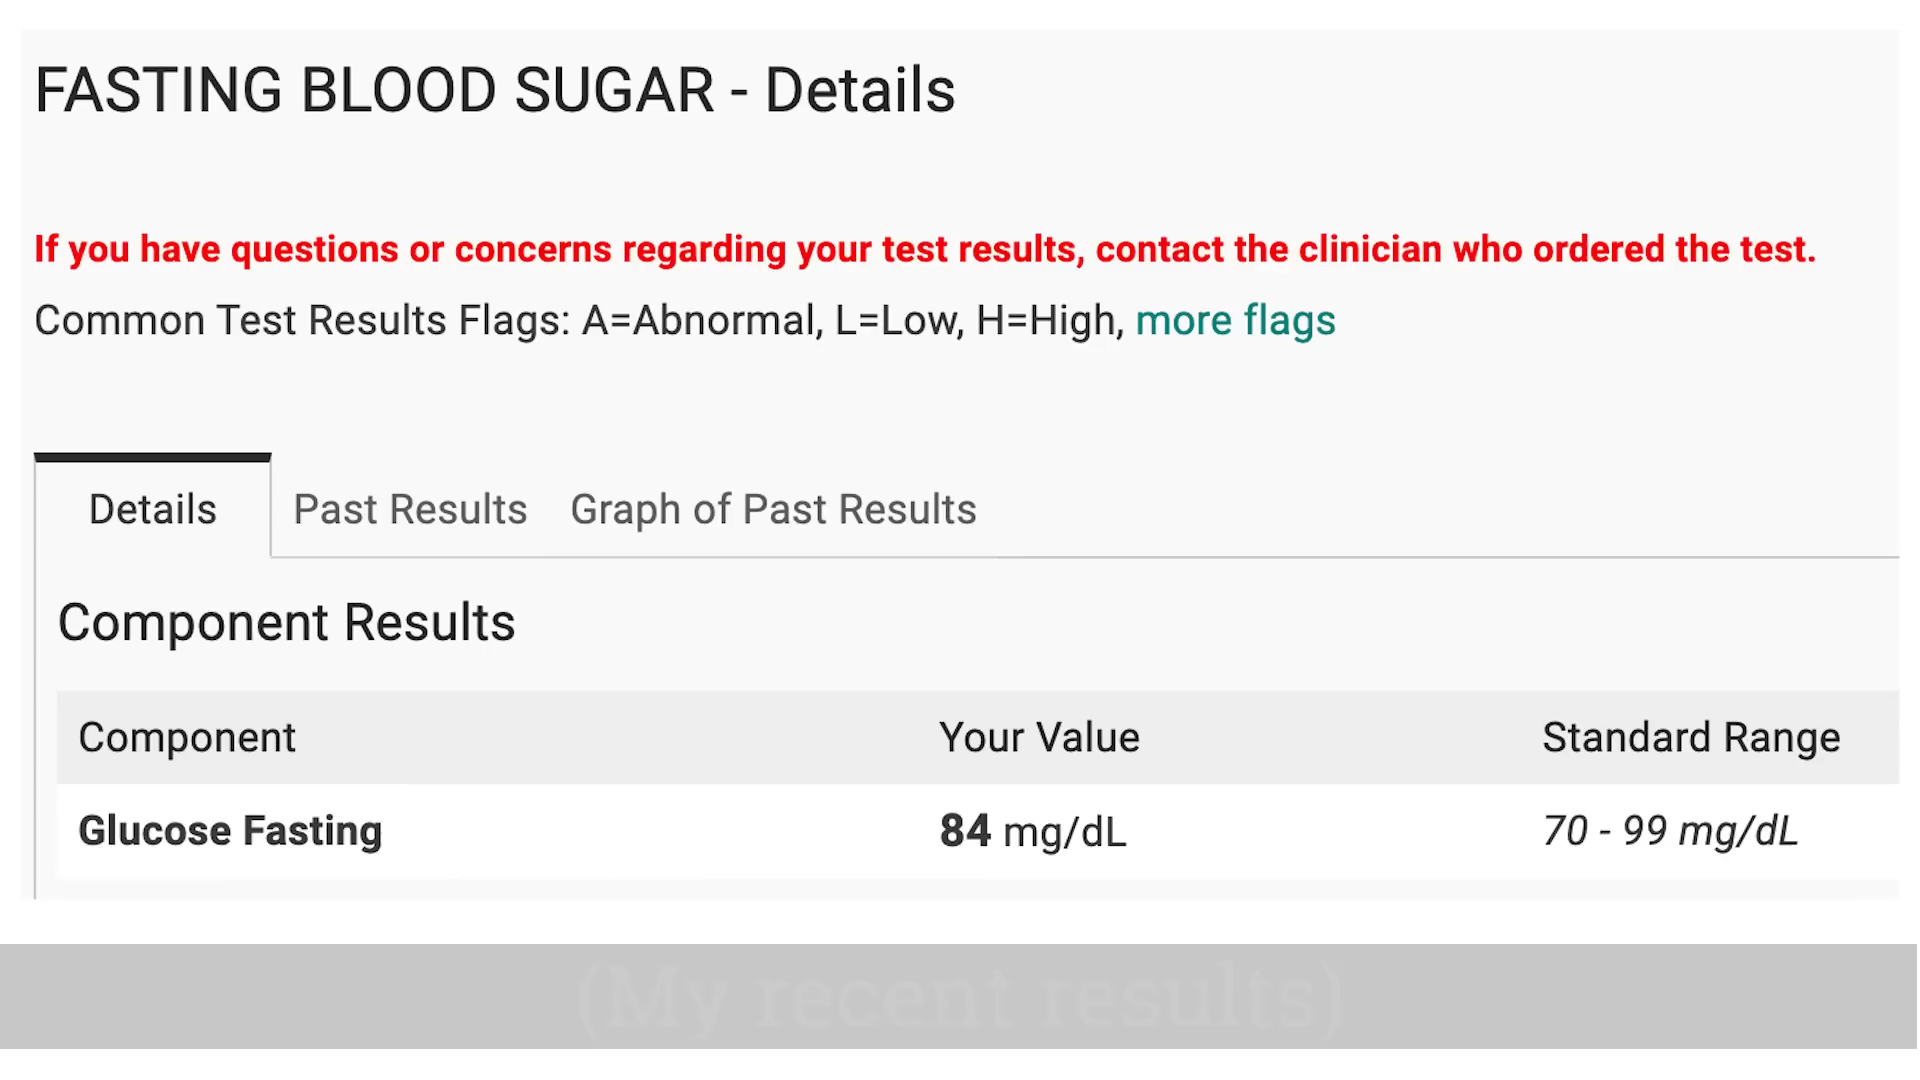 FASTING BLOOD SUGAR - Details
If you have questions or concerns regarding your test results, contact the clinician who ordered the test.
Common Test Results Flags: A=Abnormal, L=Low, H=High, more flags
Details Past Results Graph of Past Results
Component Results
Component Your Value Standard Range
Glucose Fasting 84 mg/dL 70 - 99 mg/dL
(My recent results)